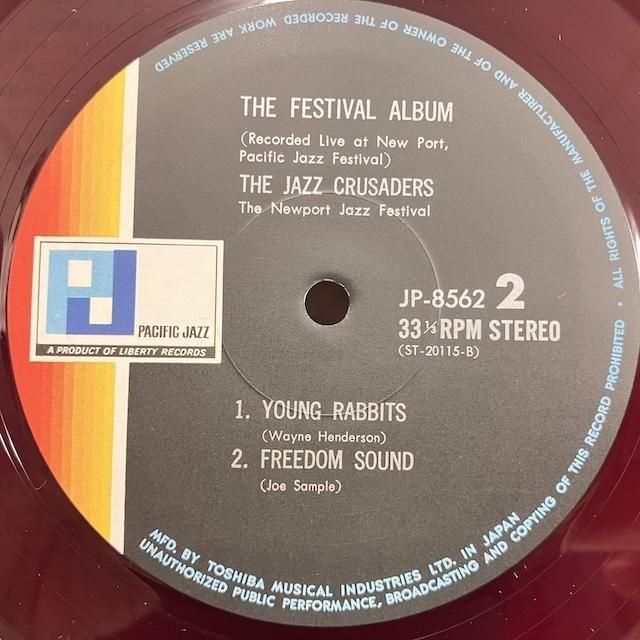 THE FESTIVAL ALBUM
(Recorded Live at New Port,
Pacific Jazz Festival)
THE JAZZ CRUSADERS
The Newport Jazz Festival
PJ
PACIFIC JAZZ
A PRODUCT OF LIBERTY RECORDS
JP-8562 2
33 1/3 RPM STEREO
(ST-20115-B)
1. YOUNG RABBITS
(Wayne Henderson)
2. FREEDOM SOUND
(Joe Sample)
MFD. BY TOSHIBA MUSICAL INDUSTRIES LTD. IN JAPAN
ALL RIGHTS OF THE MANUFACTURER AND OF THE OWNER OF THE RECORDED WORK ARE RESERVED
UNAUTHORIZED PUBLIC PERFORMANCE, BROADCASTING AND COPYING OF THIS RECORD PROHIBITED •